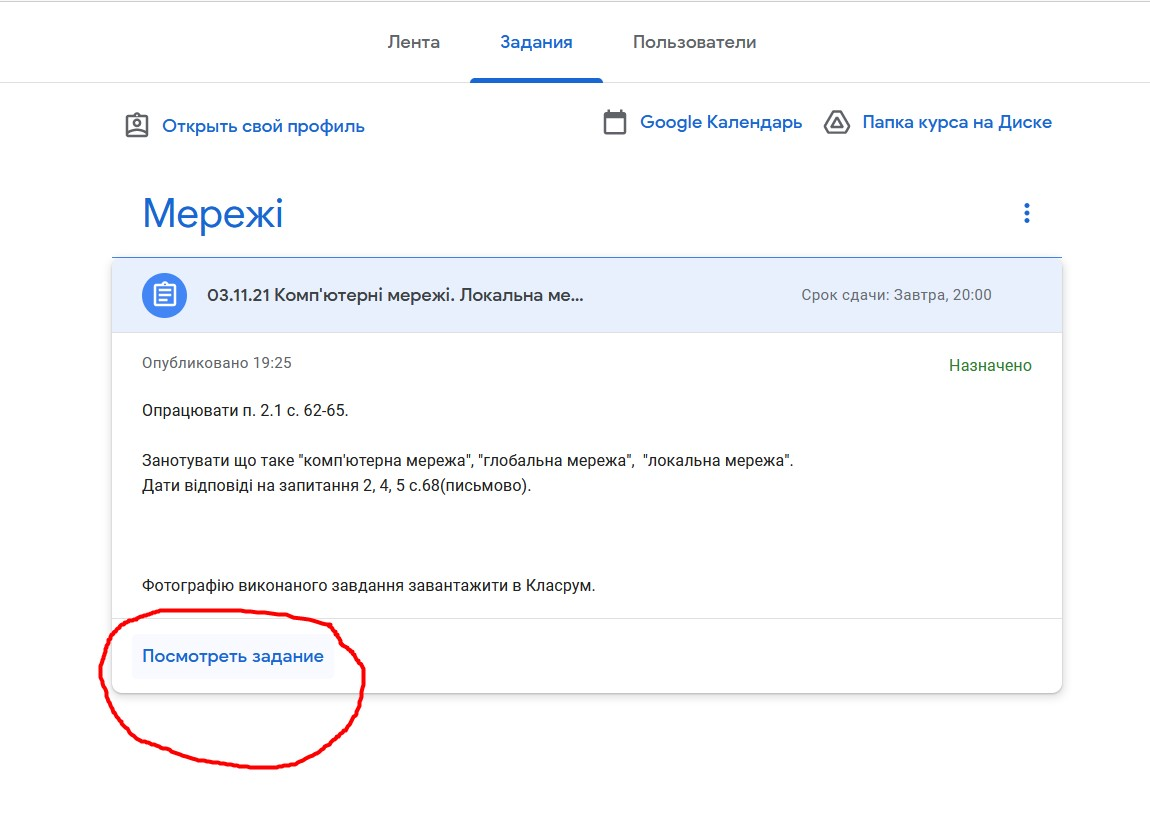 Лента Задания Пользователи
Открыть свой профиль Google Календарь Папка курса на Диске
Мережі
03.11.21 Комп'ютерні мережі. Локальна ме... Срок сдачи: Завтра, 20:00
Опубликовано 19:25 Назначено
Опрацювати п. 2.1 с. 62-65.
Занотувати що таке "комп'ютерна мережа", "глобальна мережа", "локальна мережа".
Дати відповіді на запитання 2, 4, 5 с.68(письмово).
Фотографію виконаного завдання завантажити в Класрум.
Посмотреть задание